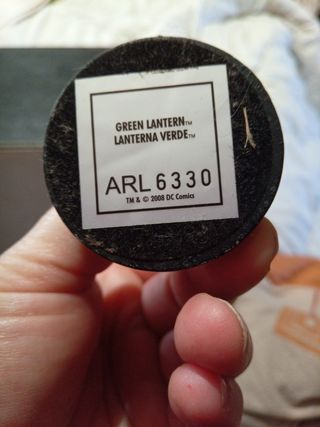 GREEN LANTERN™
LANTERNA VERDE™
ARL 6330
TM & © 2008 DC Comics